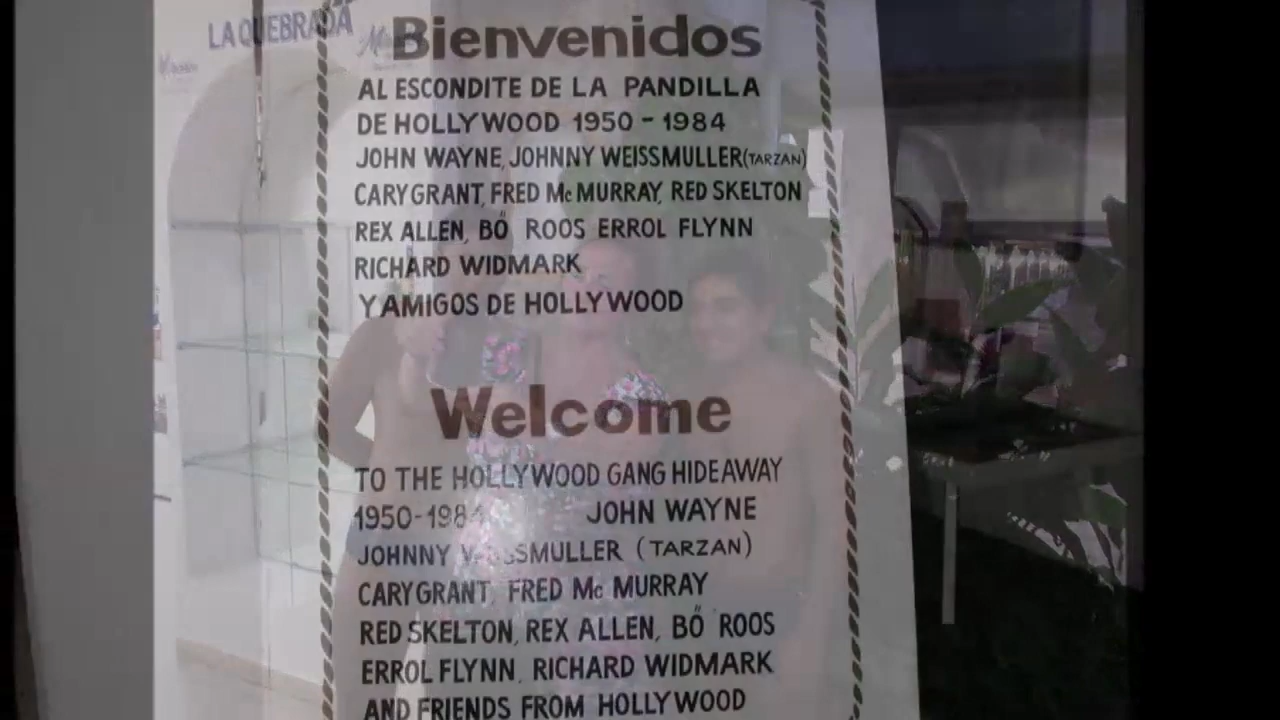 LA QUEBRADA
Bienvenidos
AL ESCONDITE DE LA PANDILLA
DE HOLLYWOOD 1950 - 1984
JOHN WAYNE, JOHNNY WEISSMULLER (TARZAN)
CARY GRANT, FRED Mc MURRAY, RED SKELTON
REX ALLEN, BÖ ROOS ERROL FLYNN
RICHARD WIDMARK
Y AMIGOS DE HOLLYWOOD
Welcome
TO THE HOLLYWOOD GANG HIDEAWAY
1950-1984 JOHN WAYNE
JOHNNY WEISSMULLER (TARZAN)
CARY GRANT, FRED Mc MURRAY
RED SKELTON, REX ALLEN, BÖ ROOS
ERROL FLYNN, RICHARD WIDMARK
AND FRIENDS FROM HOLLYWOOD